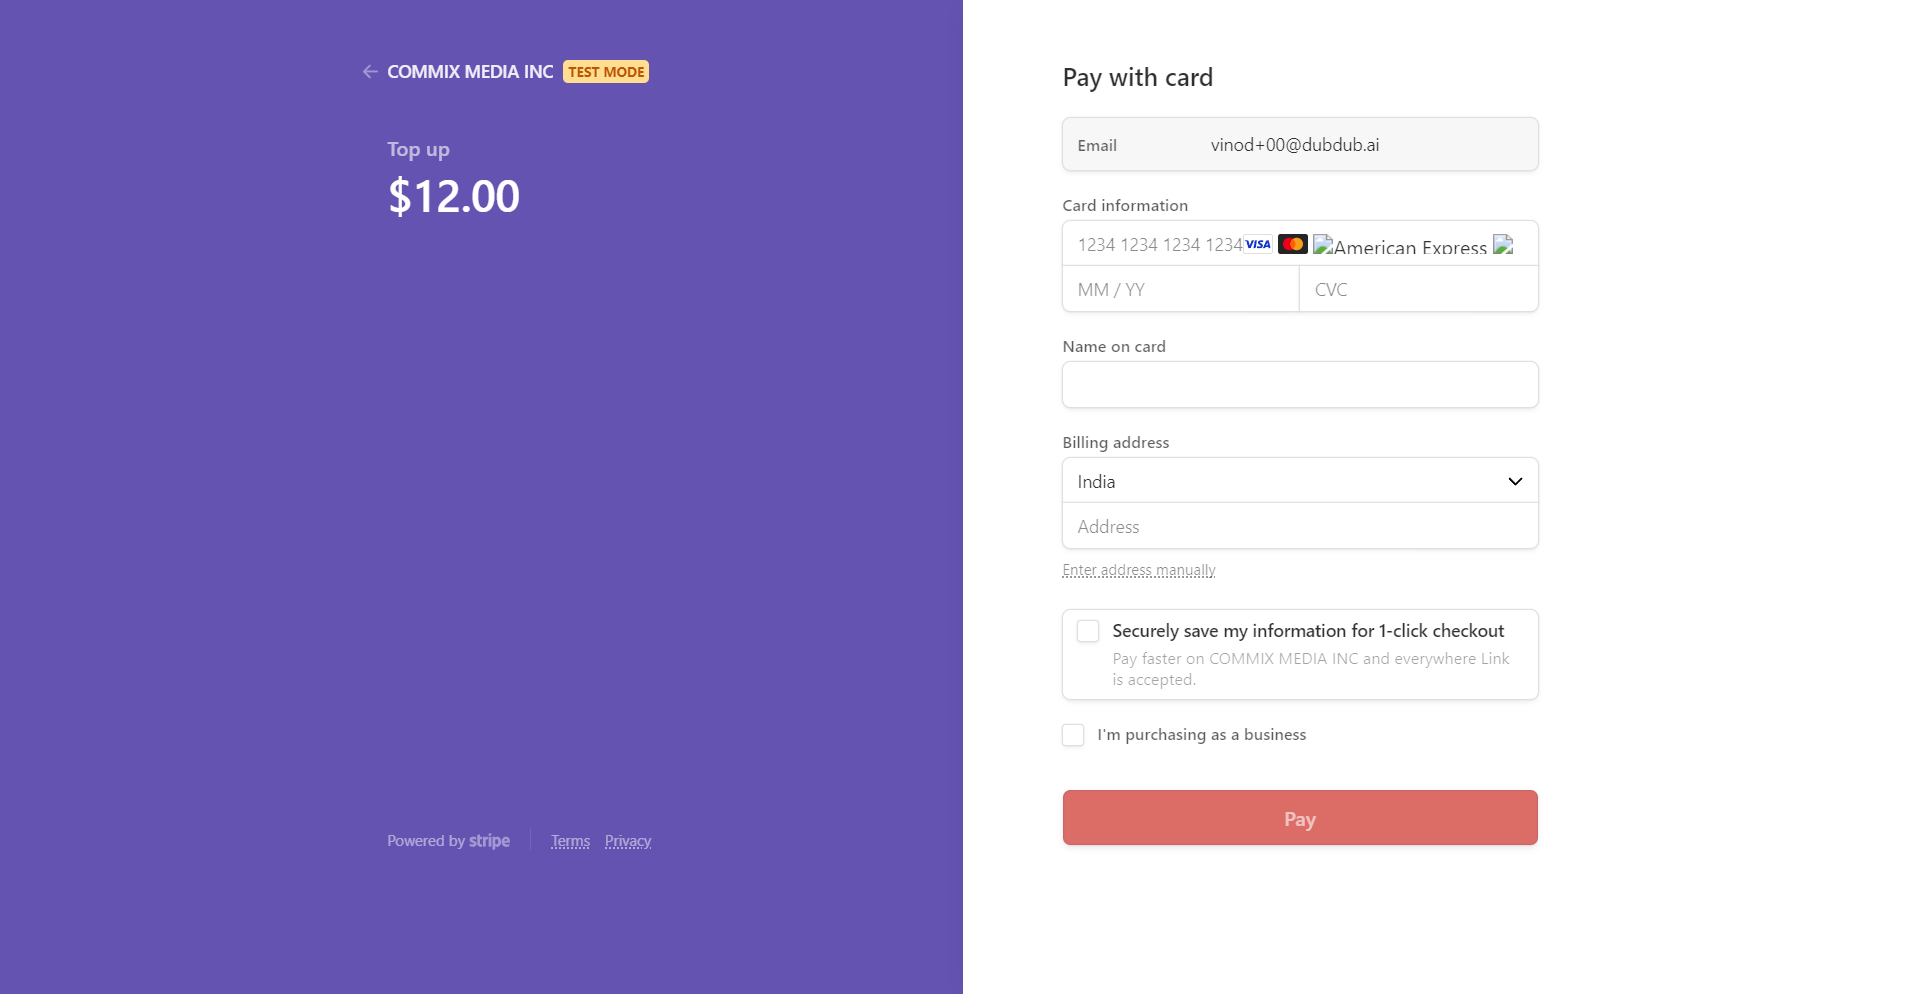 COMMIX MEDIA INC TEST MODE
Top up
$12.00
Powered by stripe
Terms Privacy
Pay with card
Email vinod+00@dubdub.ai
Card information
1234 1234 1234 1234 VISA American Express
MM / YY CVC
Name on card
Billing address
India
Address
Enter address manually
Securely save my information for 1-click checkout
Pay faster on COMMIX MEDIA INC and everywhere Link
is accepted.
I'm purchasing as a business
Pay